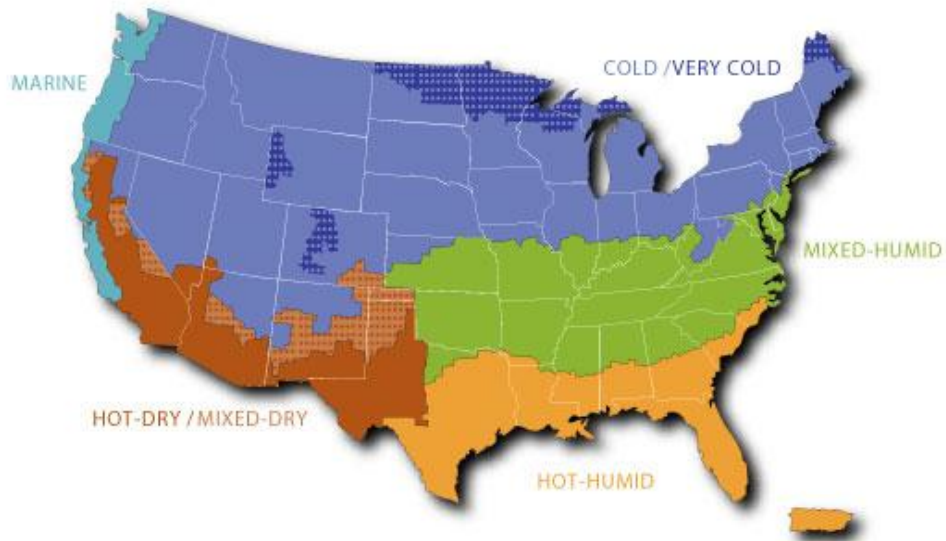 COLD /VERY COLD
MARINE
MIXED-HUMID
HOT-DRY /MIXED-DRY
HOT-HUMID